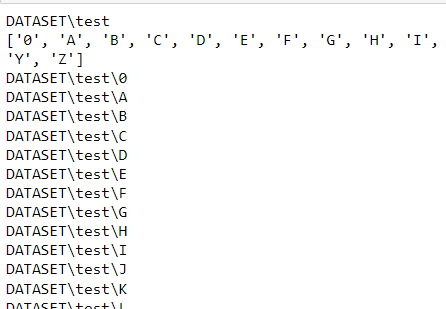 DATASET\test
['0', 'A', 'B', 'C', 'D', 'E', 'F', 'G', 'H', 'I',
'Y', 'Z']
DATASET\test\0
DATASET\test\A
DATASET\test\B
DATASET\test\C
DATASET\test\D
DATASET\test\E
DATASET\test\F
DATASET\test\G
DATASET\test\H
DATASET\test\I
DATASET\test\J
DATASET\test\K
DATASET\test\